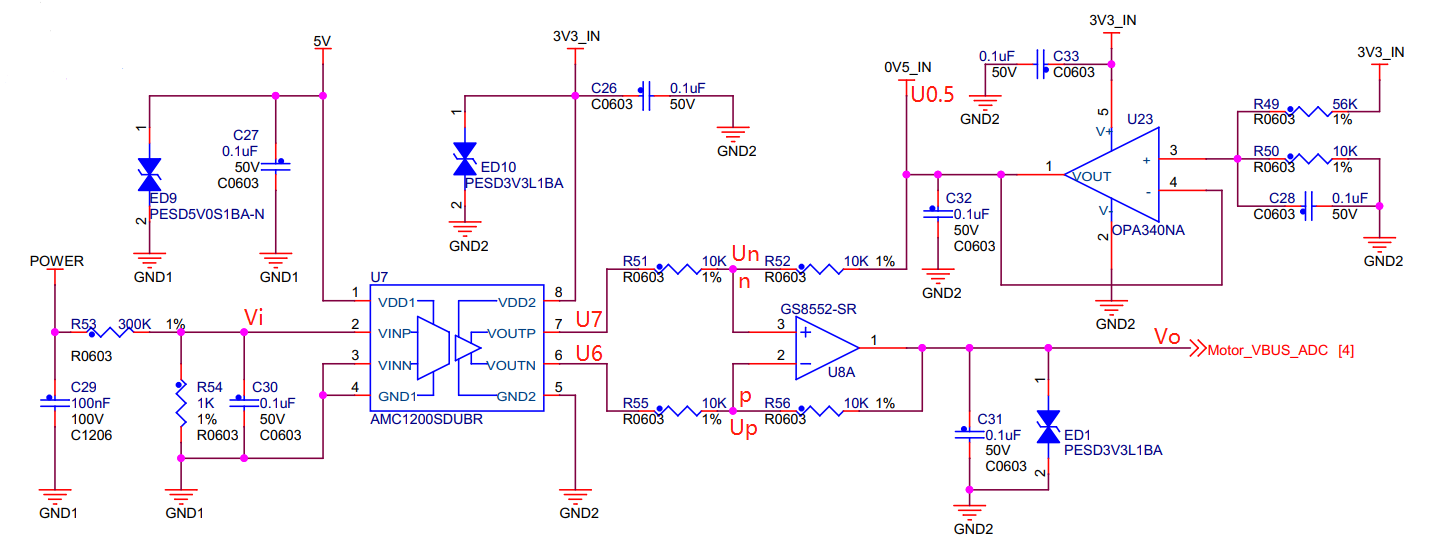 5V
3V3_IN
3V3_IN
3V3_IN
0V5_IN
U0.5
0.1uF
50V
C33
C0603
GND2
C26
C0603
0.1uF
50V
GND2
1
C27
0.1uF
50V
C0603
ED9
PESD5V0S1BA-N
2
GND1
GND1
1
ED10
PESD3V3L1BA
2
GND2
5
U23
V+
1
VOUT
+
3
-
4
V-
2
OPA340NA
GND2
R49
R0603
56K
1%
R50
R0603
10K
1%
C28
C0603
0.1uF
50V
GND2
C32
0.1uF
50V
C0603
GND2
POWER
R53
300K
1%
R0603
Vi
C29
100nF
100V
C1206
GND1
R54
1K
1%
R0603
C30
0.1uF
50V
C0603
GND1
U7
1
VDD1
VDD2
8
2
VINP
VOUTP
7
3
VINN
VOUTN
6
4
GND1
GND2
5
AMC1200SDUBR
GND2
U7
U6
R51
R0603
10K
1%
Un
n
R52
R0603
10K
1%
GS8552-SR
3
+
2
-
1
U8A
R55
R0603
10K
1%
p
Up
R56
R0603
10K
1%
Vo
Motor_VBUS_ADC [4]
C31
0.1uF
50V
C0603
1
ED1
PESD3V3L1BA
2
GND2